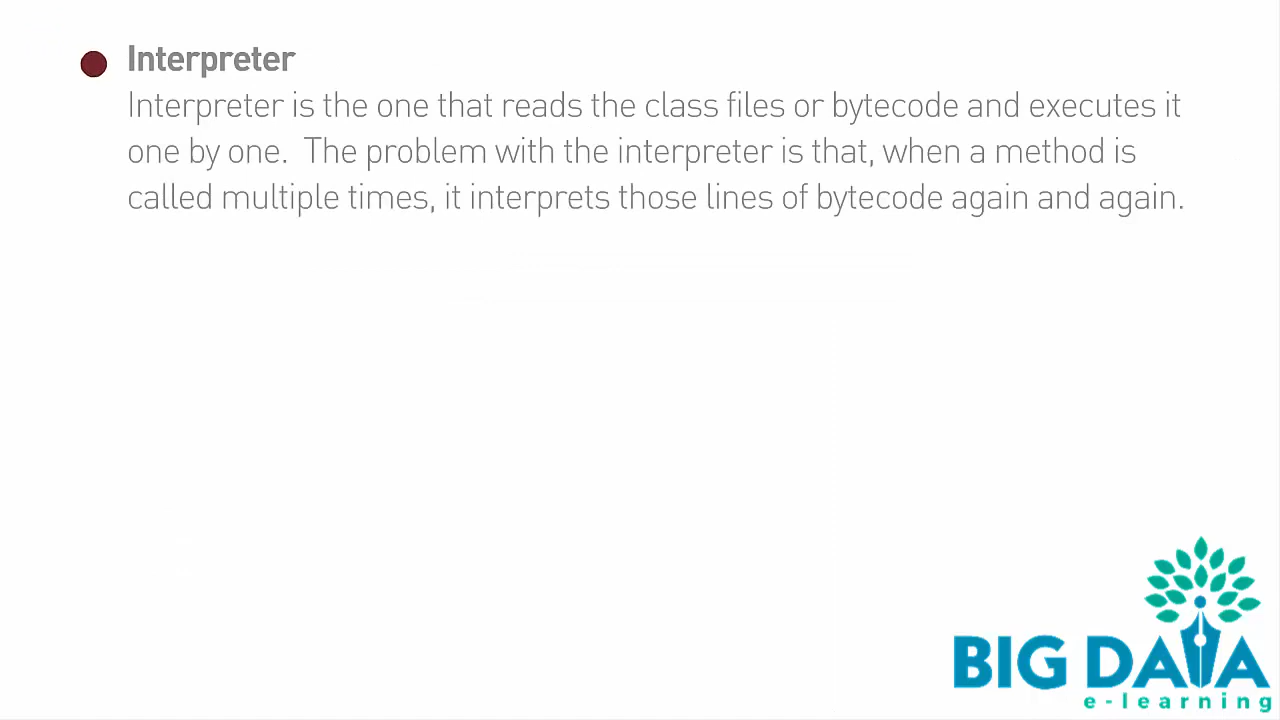 Interpreter
Interpreter is the one that reads the class files or bytecode and executes it
one by one.  The problem with the interpreter is that, when a method is
called multiple times, it interprets those lines of bytecode again and again.
BIG DATA
e-learning